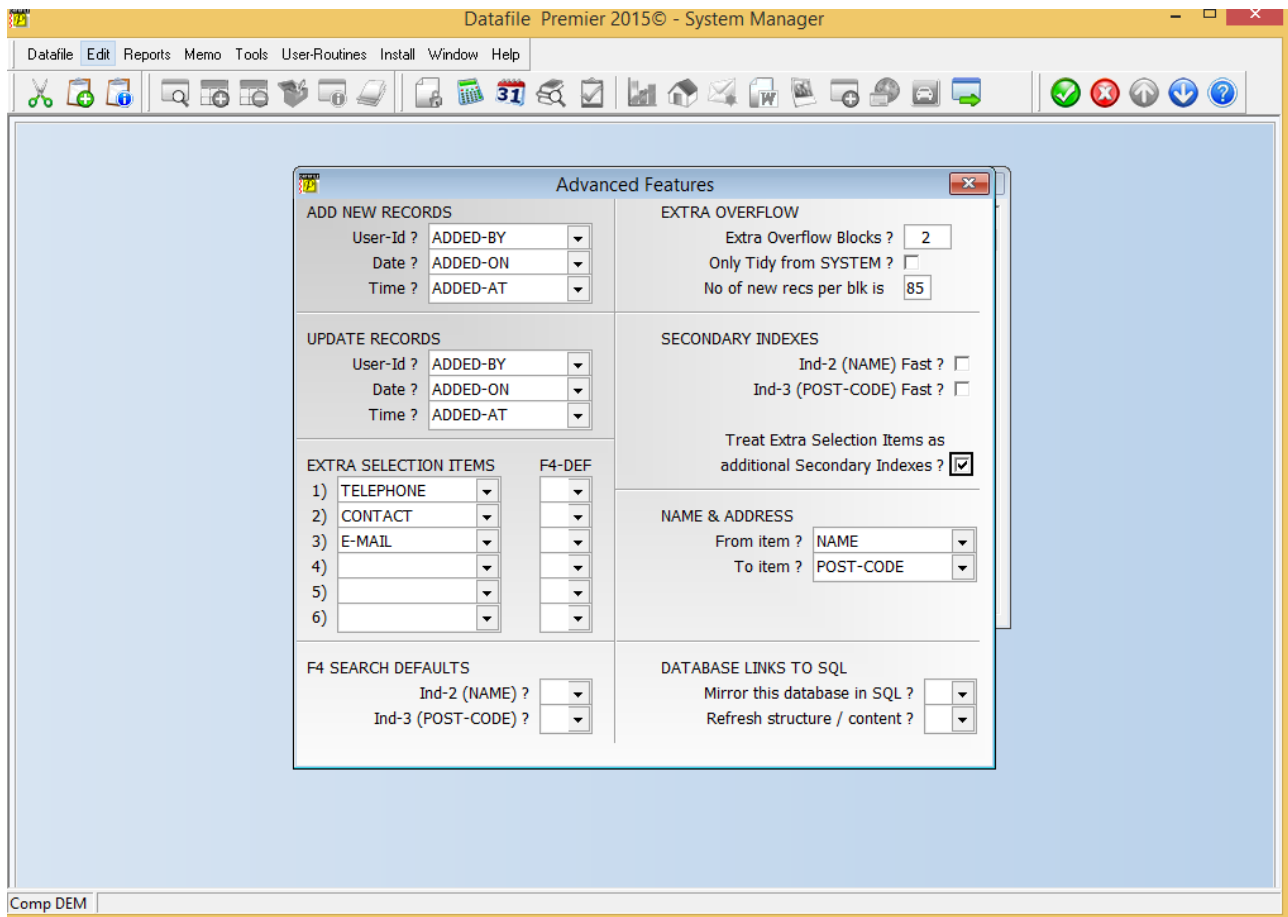 Datafile Premier 2015© - System Manager
Datafile Edit Reports Memo Tools User-Routines Install Window Help
31
W
Advanced Features
ADD NEW RECORDS
User-Id ? ADDED-BY
Date ? ADDED-ON
Time ? ADDED-AT
UPDATE RECORDS
User-Id ? ADDED-BY
Date ? ADDED-ON
Time ? ADDED-AT
EXTRA SELECTION ITEMS F4-DEF
1) TELEPHONE
2) CONTACT
3) E-MAIL
4)
5)
6)
F4 SEARCH DEFAULTS
Ind-2 (NAME) ?
Ind-3 (POST-CODE) ?
EXTRA OVERFLOW
Extra Overflow Blocks ? 2
Only Tidy from SYSTEM ?
No of new recs per blk is 85
SECONDARY INDEXES
Ind-2 (NAME) Fast ?
Ind-3 (POST-CODE) Fast ?
Treat Extra Selection Items as
additional Secondary Indexes ?
NAME & ADDRESS
From item ? NAME
To item ? POST-CODE
DATABASE LINKS TO SQL
Mirror this database in SQL ?
Refresh structure / content ?
Comp DEM